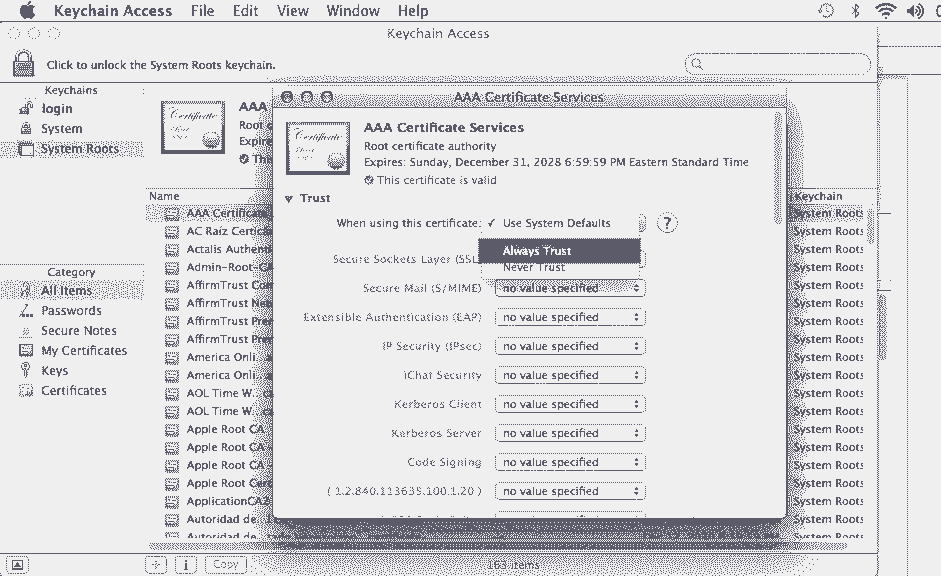 Keychain Access File Edit View Window Help
Keychain Access
Click to unlock the System Roots keychain.
Keychains
login
System
System Roots
Category
All Items
Passwords
Secure Notes
My Certificates
Keys
Certificates
Certificate
AAA
Root c
Expire
The
Name
Keychain
AAA Certificate
System Roots
AC Raíz Certic
System Roots
Actalis Authent
System Roots
Admin-Root-CA
System Roots
AffirmTrust Com
System Roots
AffirmTrust Net
System Roots
AffirmTrust Prem
System Roots
AffirmTrust Prem
System Roots
America Onli
System Roots
America Onli
System Roots
AOL Time W...
System Roots
AOL Time W...
System Roots
Apple Root CA
System Roots
Apple Root CA -
System Roots
Apple Root CA -
System Roots
Apple Root Cert
System Roots
ApplicationCA2
System Roots
Autoridad de
System Roots
Autoridad de
System Roots
Copy
163 items
AAA Certificate Services
Certificate
AAA Certificate Services
Root certificate authority
Expires: Sunday, December 31, 2028 6:59:59 PM Eastern Standard Time
This certificate is valid
Trust
When using this certificate: ✓ Use System Defaults ?
Always Trust
Never Trust
Secure Sockets Layer (SSL
Secure Mail (S/MIME) no value specified
Extensible Authentication (EAP) no value specified
IP Security (IPsec) no value specified
iChat Security no value specified
Kerberos Client no value specified
Kerberos Server no value specified
Code Signing no value specified
( 1.2.840.113635.100.1.20 ) no value specified